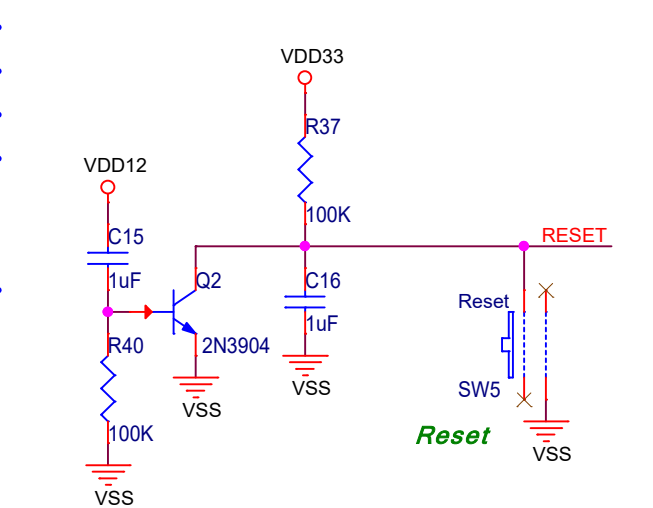 VDD33
R37
100K
VDD12
C15
1uF
Q2
2N3904
VSS
R40
100K
VSS
C16
1uF
VSS
RESET
Reset
SW5
Reset
VSS